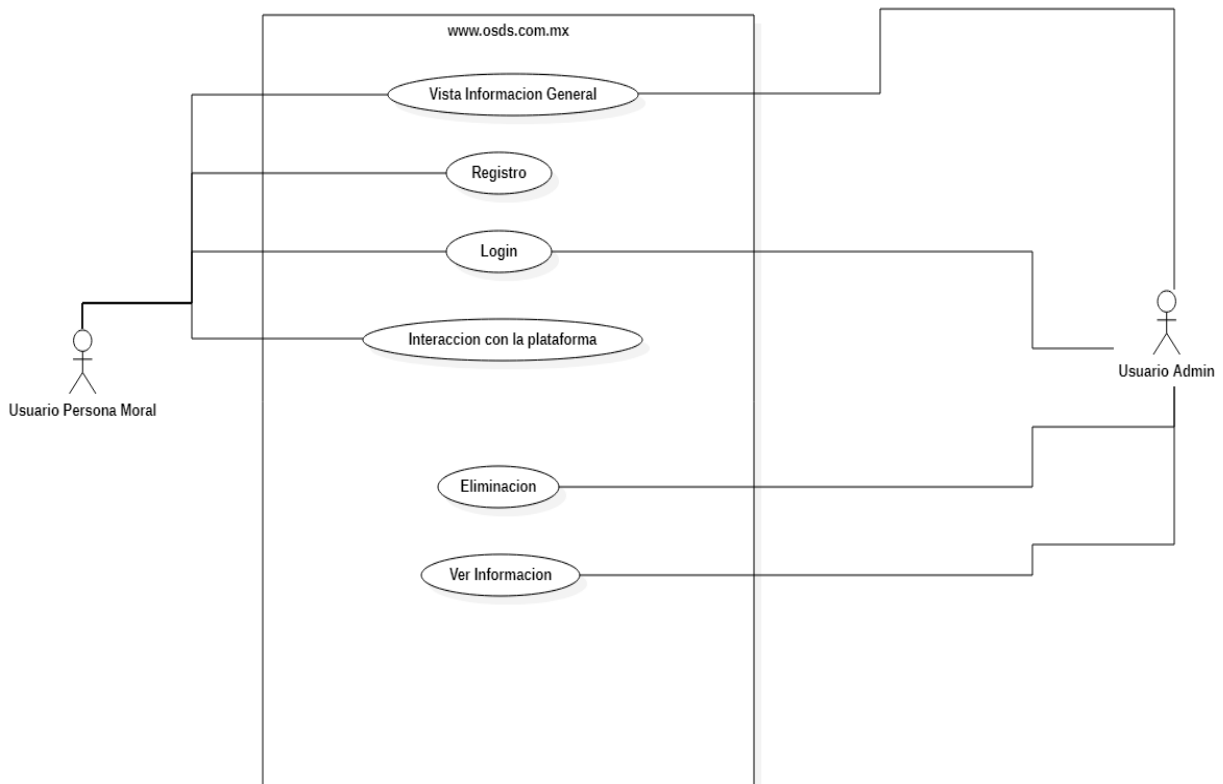 www.osds.com.mx
Vista Informacion General
Registro
Login
Interaccion con la plataforma
Usuario Persona Moral
Usuario Admin
Eliminacion
Ver Informacion